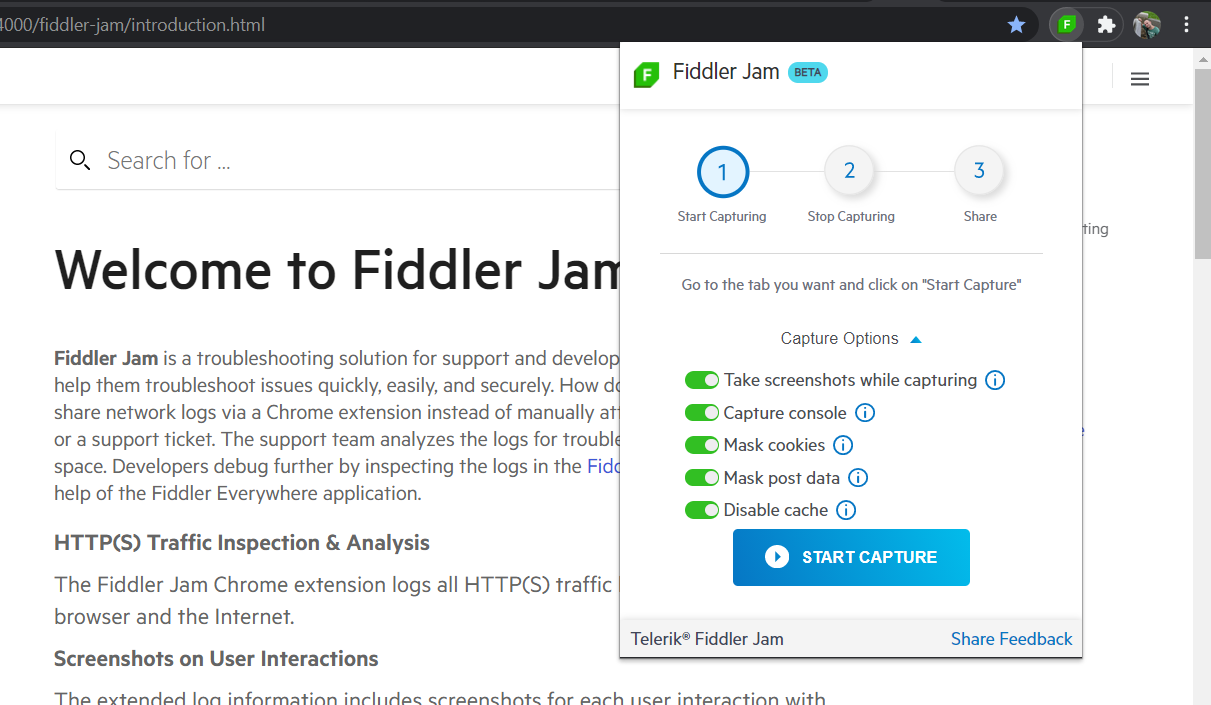 4000/fiddler-jam/introduction.html
F
F
Fiddler Jam BETA
Search for ...
1
2
3
Start Capturing
Stop Capturing
Share
ting
Go to the tab you want and click on "Start Capture"
Welcome to Fiddler Jam
Capture Options
Fiddler Jam is a troubleshooting solution for support and develop
help them troubleshoot issues quickly, easily, and securely. How do
share network logs via a Chrome extension instead of manually att
or a support ticket. The support team analyzes the logs for trouble
space. Developers debug further by inspecting the logs in the Fidd
help of the Fiddler Everywhere application.
Take screenshots while capturing i
Capture console i
Mask cookies i
Mask post data i
Disable cache i
START CAPTURE
HTTP(S) Traffic Inspection & Analysis
The Fiddler Jam Chrome extension logs all HTTP(S) traffic
browser and the Internet.
Telerik® Fiddler Jam
Share Feedback
Screenshots on User Interactions
The extended log information includes screenshots for each user interaction with